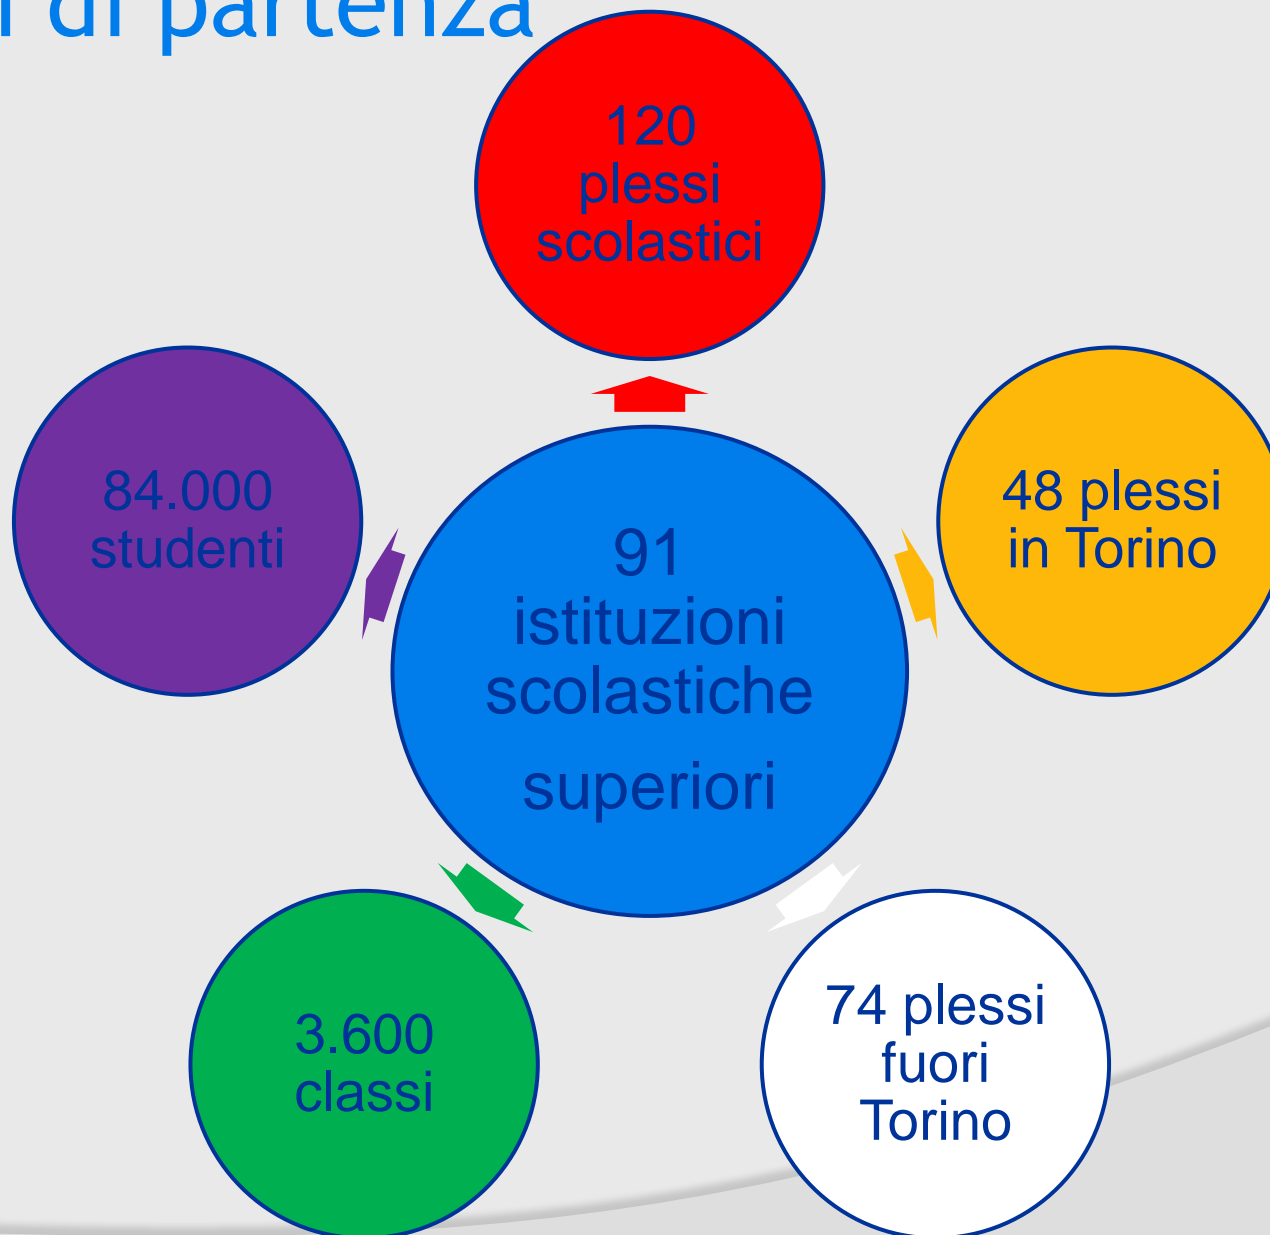 i di partenza
120
plessi
scolastici
84.000
studenti
48 plessi
in Torino
91
istituzioni
scolastiche
superiori
3.600
classi
74 plessi
fuori
Torino